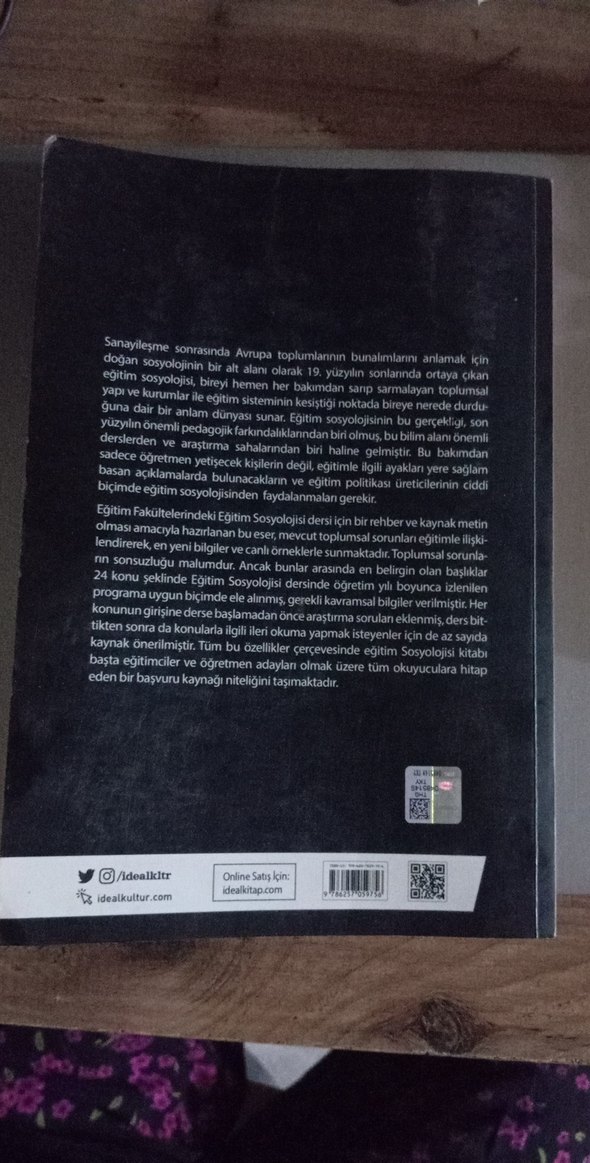 Sanayileşme sonrasında Avrupa toplumlarının bunalımlarını anlamak için
doğan sosyolojinin bir alt alanı olarak 19. yüzyılın sonlarında ortaya çıkan
eğitim sosyolojisi, bireyi hemen her bakımdan sarıp sarmalayan toplumsal
yapı ve kurumlar ile eğitim sisteminin kesiştiği noktada bireye nerede durdu-
ğuna dair bir anlam dünyası sunar. Eğitim sosyolojisinin bu gerçekliği, son
yüzyılın önemli pedagojik farkındalıklarından biri olmuş, bu bilim alanı önemli
derslerden ve araştırma sahalarından biri haline gelmiştir. Bu bakımdan
sadece öğretmen yetişecek kişilerin değil, eğitimle ilgili ayakları yere sağlam
basan açıklamalarda bulunacakların ve eğitim politikası üreticilerinin ciddi
biçimde eğitim sosyolojisinden faydalanmaları gerekir.
Eğitim Fakültelerindeki Eğitim Sosyolojisi dersi için bir rehber ve kaynak metin
olması amacıyla hazırlanan bu eser, mevcut toplumsal sorunları eğitimle ilişki-
lendirerek, en yeni bilgiler ve canlı örneklerle sunmaktadır. Toplumsal sorunla-
rın sonsuzluğu malumdur. Ancak bunlar arasında en belirgin olan başlıklar
24 konu şeklinde Eğitim Sosyolojisi dersinde öğretim yılı boyunca izlenilen
programa uygun biçimde ele alınmış, gerekli kavramsal bilgiler verilmiştir. Her
konunun girişine derse başlamadan önce araştırma soruları eklenmiş, ders bit-
tikten sonra da konularla ilgili ileri okuma yapmak isteyenler için de az sayıda
kaynak önerilmiştir. Tüm bu özellikler çerçevesinde eğitim Sosyolojisi kitabı
başta eğitimciler ve öğretmen adayları olmak üzere tüm okuyuculara hitap
eden bir başvuru kaynağı niteliğini taşımaktadır.
THG
TKY
/idealkltr
idealkultur.com
Online Satış İçin:
idealkitap.com
9 786257 059756